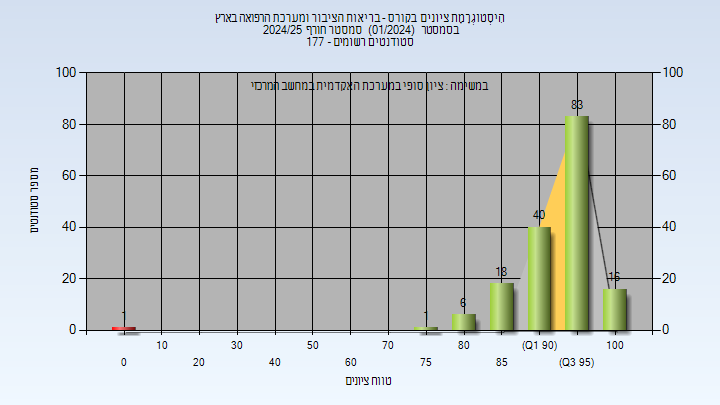 היסטוגרמת ציונים בקורס - בריאות הציבור ומערכת הרפואה בארץ
בסמסטר (01/2024) סמסטר חורף 2024/25
סטודנטים רשומים - 177
במשימה : ציון סופי במערכת האקדמית במחשב המרכזי
מספר סטודנטים
100 100
80 80
60 60
40 40
20 20
0 0
1 1 6 18 40 83 16
10 30 50 70 80 (Q1 90) 100
0 20 40 60 75 85 (Q3 95)
טווח ציונים